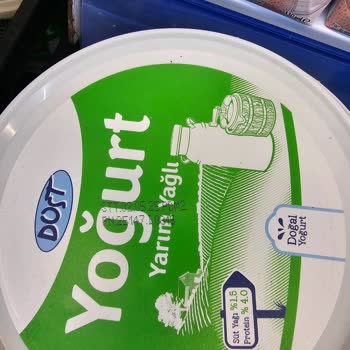 DOST
Yoğurt
Yarım Yağlı
Doğal
Yoğurt
Süt Yağı %1.5
Protein % 4.0